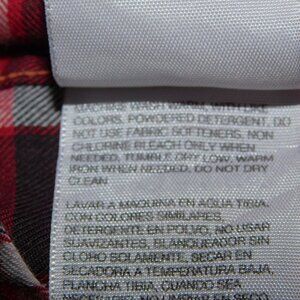 MACHINE WASH WARM, WITH LIKE
COLORS, POWDERED DETERGENT, DO
NOT USE FABRIC SOFTENERS, NON
CHLORINE BLEACH ONLY WHEN
NEEDED, TUMBLE DRY LOW, WARM
IRON WHEN NEEDED, DO NOT DRY
CLEAN
LAVAR A MAQUINA EN AGUA TIBIA,
CON COLORES SIMILARES,
DETERGENTE EN POLVO, NO USAR
SUAVIZANTES, BLANQUEADOR SIN
CLORO SOLAMENTE, SECAR EN
SECADORA A TEMPERATURA BAJA,
PLANCHA TIBIA, CUANDO SEA